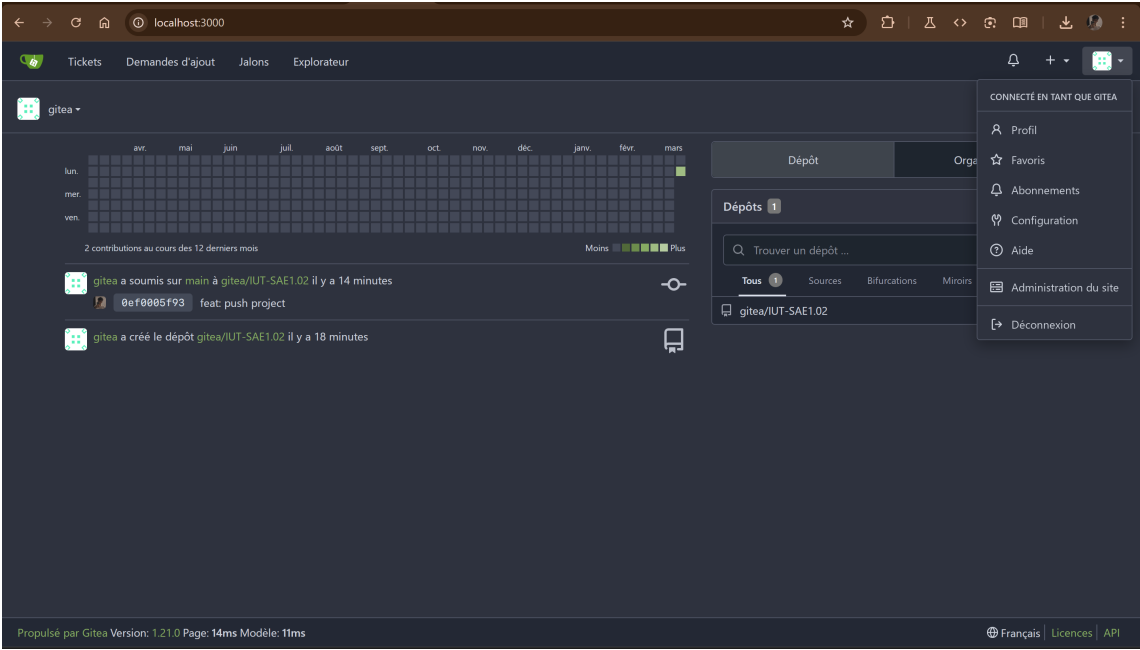 localhost:3000
Tickets Demandes d'ajout Jalons Explorateur
gitea
CONNECTÉ EN TANT QUE GITEA
Profil
Favoris
Abonnements
Configuration
Aide
Administration du site
Déconnexion
avr. mai juin juil. août sept. oct. nov. déc. janv. févr. mars
lun.
mer.
ven.
2 contributions au cours des 12 derniers mois Moins Plus
gitea a soumis sur main à gitea/IUT-SAE1.02 il y a 14 minutes
0ef0005f93 feat: push project
gitea a créé le dépôt gitea/IUT-SAE1.02 il y a 18 minutes
Dépôt Orga
Dépôts 1
Trouver un dépôt ...
Tous 1 Sources Bifurcations Miroirs
gitea/IUT-SAE1.02
Propulsé par Gitea Version: 1.21.0 Page: 14ms Modèle: 11ms
Français Licences API